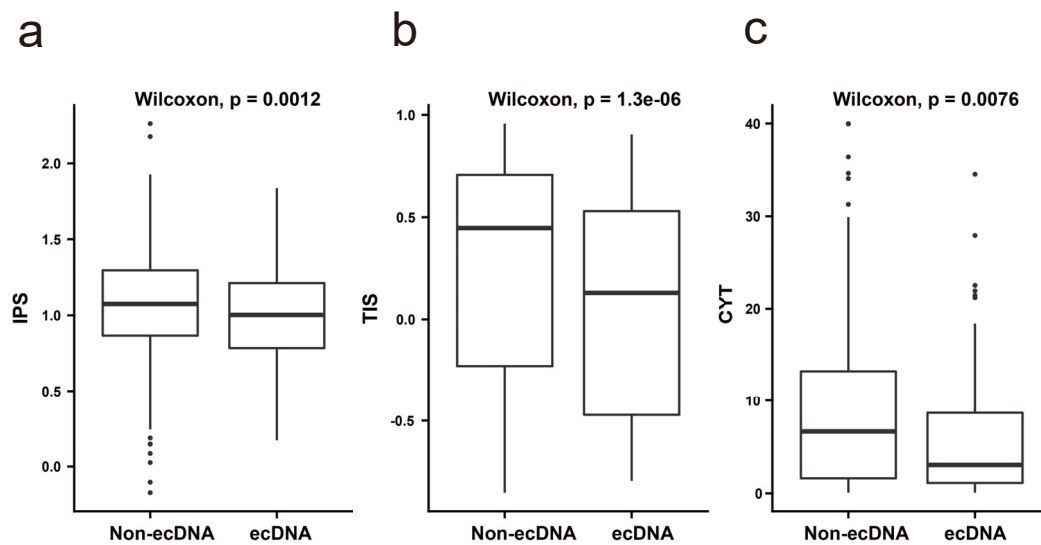 a
Wilcoxon, p = 0.0012
IPS
2.0
1.5
1.0
0.5
0.0
Non-ecDNA
ecDNA
b
Wilcoxon, p = 1.3e-06
TIS
1.0
0.5
0.0
-0.5
Non-ecDNA
ecDNA
c
Wilcoxon, p = 0.0076
CYT
40
30
20
10
0
Non-ecDNA
ecDNA